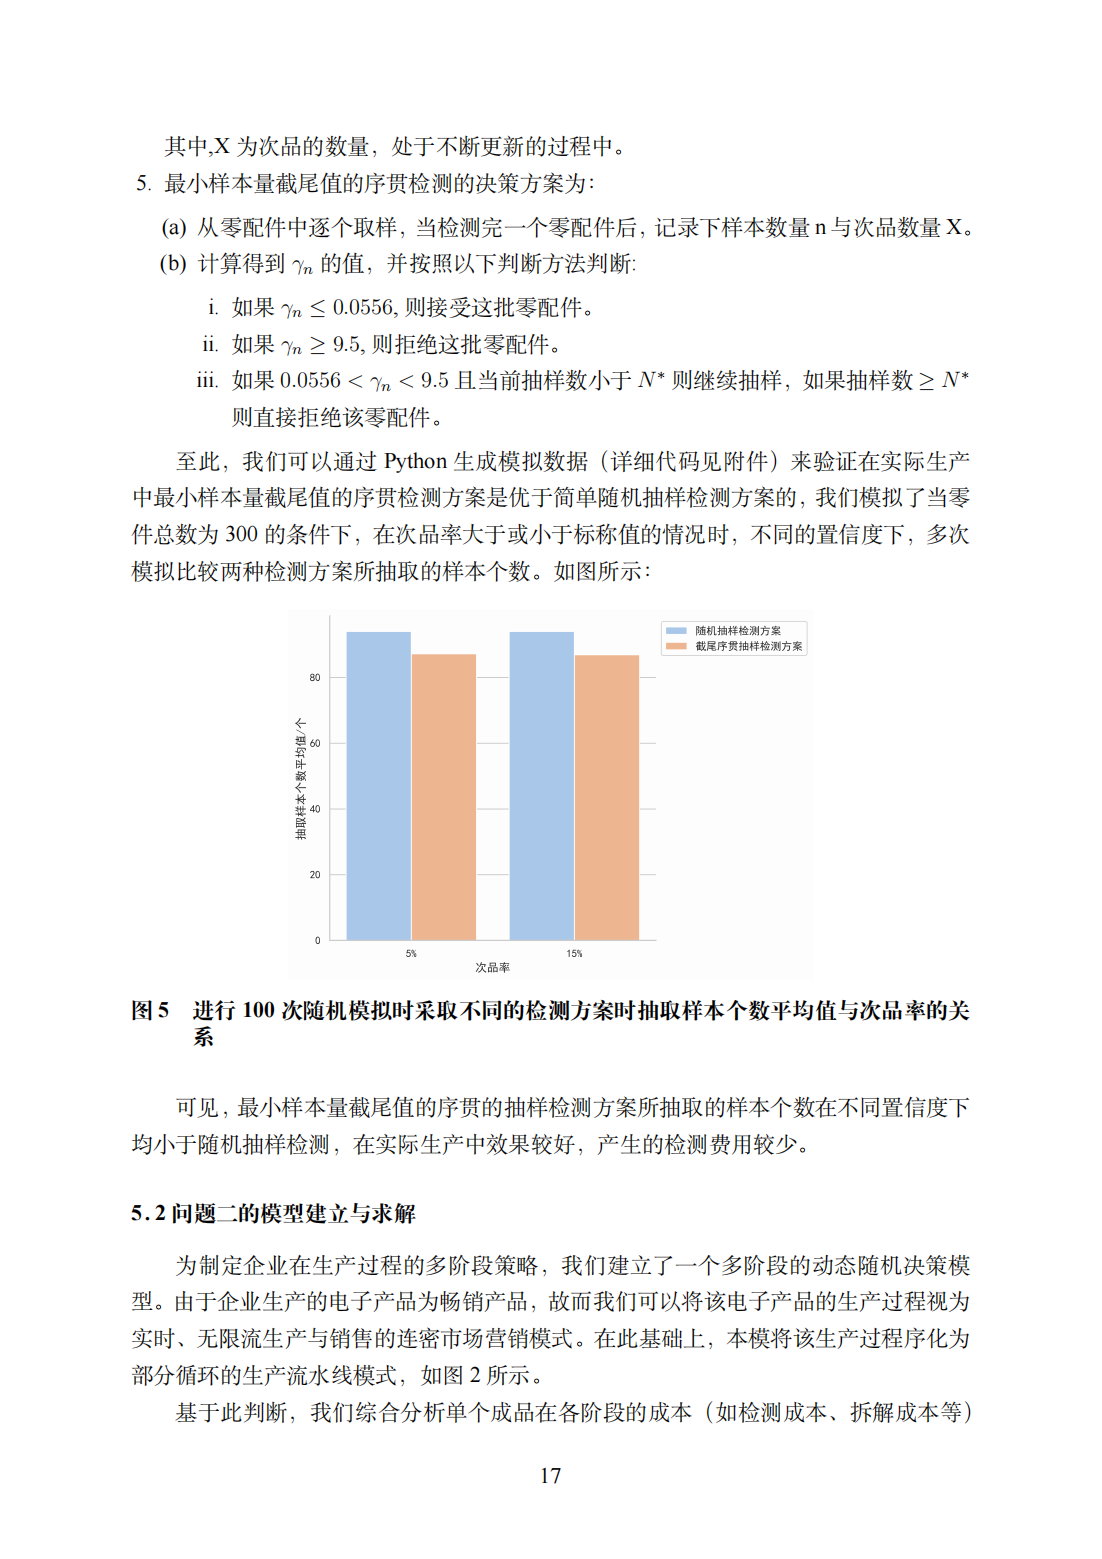 其中,X 为次品的数量，处于不断更新的过程中。
5. 最小样本量截尾值的序贯检测的决策方案为：
(a) 从零配件中逐个取样，当检测完一个零配件后，记录下样本数量 n 与次品数量 X。
(b) 计算得到 γn 的值，并按照以下判断方法判断:
i. 如果 γn ≤ 0.0556, 则接受这批零配件。
ii. 如果 γn ≥ 9.5, 则拒绝这批零配件。
iii. 如果 0.0556 < γn < 9.5 且当前抽样数小于 N* 则继续抽样，如果抽样数 ≥ N*
则直接拒绝该零配件。
至此，我们可以通过 Python 生成模拟数据（详细代码见附件）来验证在实际生产
中最小样本量截尾值的序贯检测方案是优于简单随机抽样检测方案的，我们模拟了当零
件总数为 300 的条件下，在次品率大于或小于标称值的情况时，不同的置信度下，多次
模拟比较两种检测方案所抽取的样本个数。如图所示：
随机抽样检测方案
截尾序贯抽样检测方案
抽取样本个数平均值/个
80
60
40
20
0
5%
15%
次品率
图 5 进行 100 次随机模拟时采取不同的检测方案时抽取样本个数平均值与次品率的关
系
可见，最小样本量截尾值的序贯的抽样检测方案所抽取的样本个数在不同置信度下
均小于随机抽样检测，在实际生产中效果较好，产生的检测费用较少。
5.2 问题二的模型建立与求解
为制定企业在生产过程的多阶段策略，我们建立了一个多阶段的动态随机决策模
型。由于企业生产的电子产品为畅销产品，故而我们可以将该电子产品的生产过程视为
实时、无限流生产与销售的连密市场营销模式。在此基础上，本模将该生产过程序化为
部分循环的生产流水线模式，如图 2 所示。
基于此判断，我们综合分析单个成品在各阶段的成本（如检测成本、拆解成本等）
17